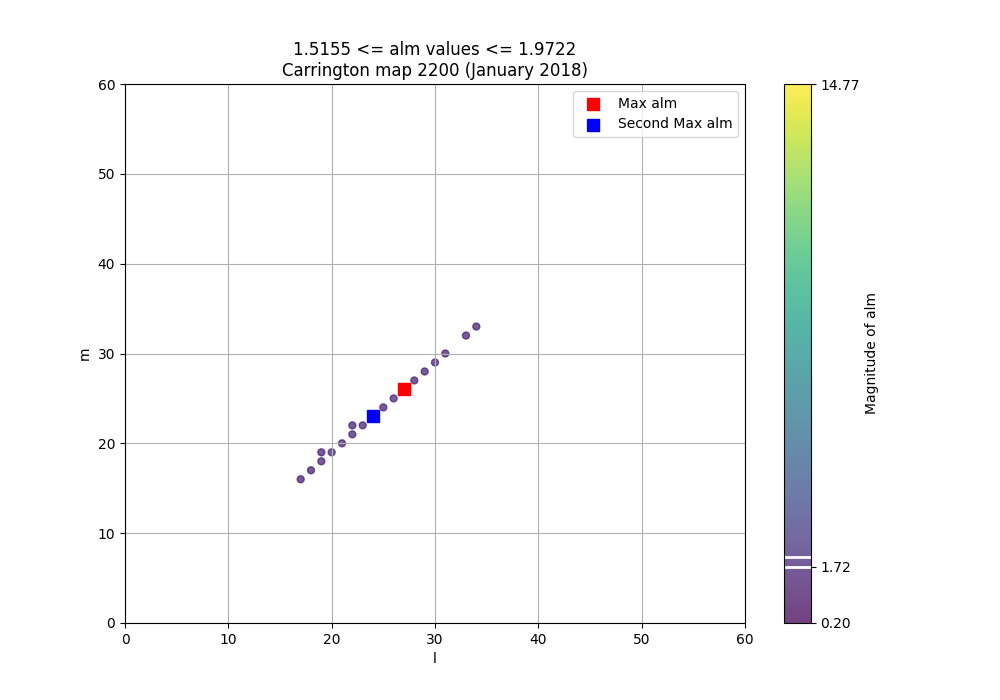 1.5155 <= alm values <= 1.9722
Carrington map 2200 (January 2018)
Max alm
Second Max alm
60
50
40
30
20
10
0
m
0 10 20 30 40 50 60
l
14.77
1.72
0.20
Magnitude of alm